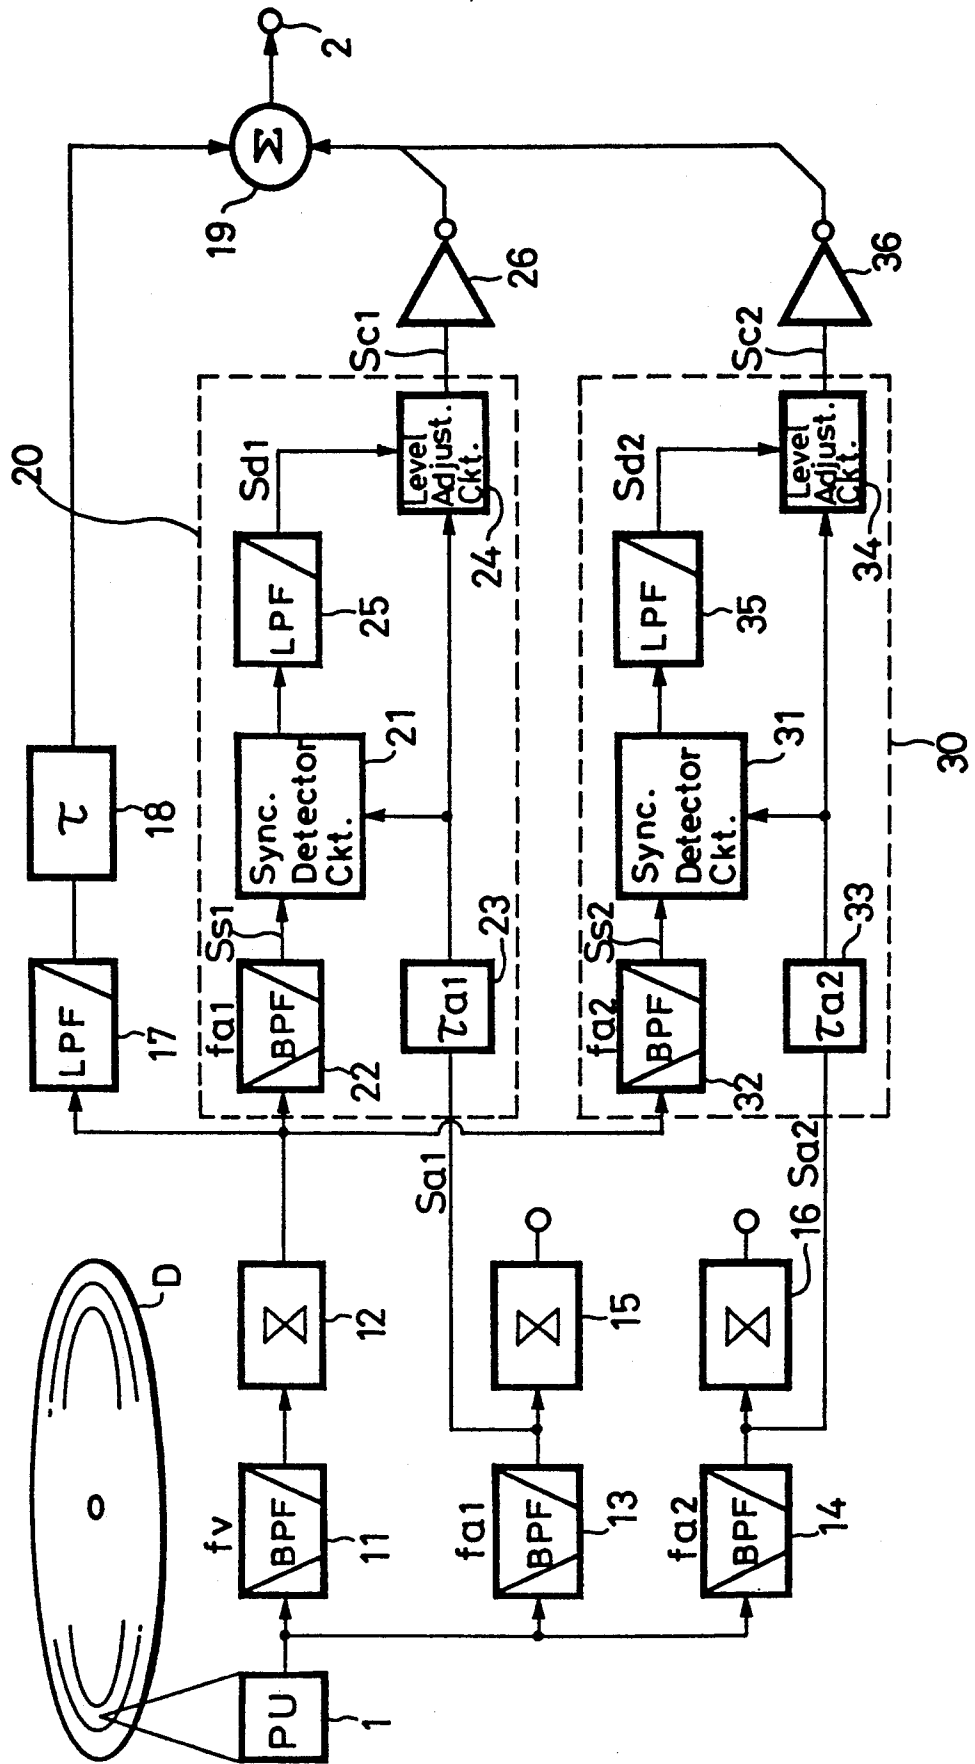 D
PU
1
fv
BPF
11
12
fa1
BPF
13
15
fa2
BPF
14
16
Sa1
Sa2
LPF
17
τ
18
20
fa1
BPF
22
Ss1
Sync.
Detector
Ckt.
21
LPF
25
Sd1
τa1
23
Level
Adjust.
Ckt.
24
Sc1
26
fa2
BPF
32
Ss2
Sync.
Detector
Ckt.
31
LPF
35
Sd2
τa2
33
Level
Adjust.
Ckt.
34
30
Sc2
36
Σ
19
2